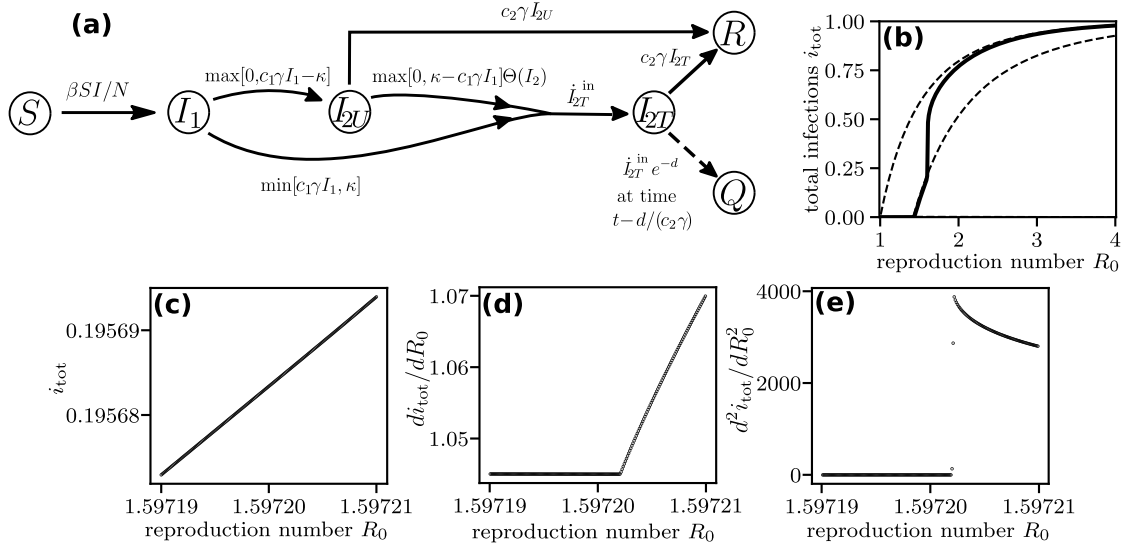 (a)
c₂γI₂U
R
c₂γI₂T
βSI/N
max[0,c₁γI₁−κ]
max[0, κ−c₁γI₁]Θ(I₂)
İ₂T^in
S
I₁
I₂U
I₂T
min[c₁γI₁, κ]
İ₂T^in e^−d
at time
t−d/(c₂γ)
Q
(b)
total infections i_tot
1.00
0.75
0.50
0.25
0.00
1 2 3 4
reproduction number R₀
(c)
i_tot
0.19569
0.19568
1.59719 1.59720 1.59721
reproduction number R₀
(d)
di_tot/dR₀
1.07
1.06
1.05
1.59719 1.59720 1.59721
reproduction number R₀
(e)
d²i_tot/dR₀²
4000
2000
0
1.59719 1.59720 1.59721
reproduction number R₀